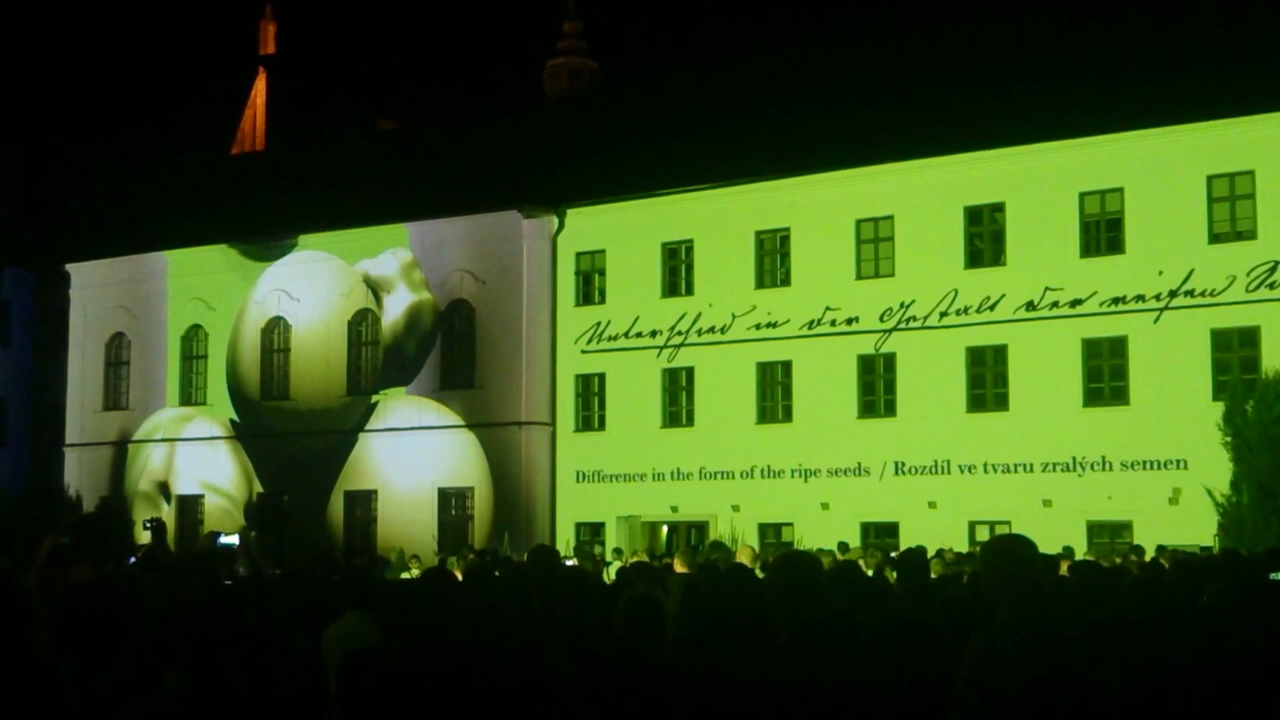 Unterschied in der Gestalt der reifen
Difference in the form of the ripe seeds / Rozdíl ve tvaru zralých semen